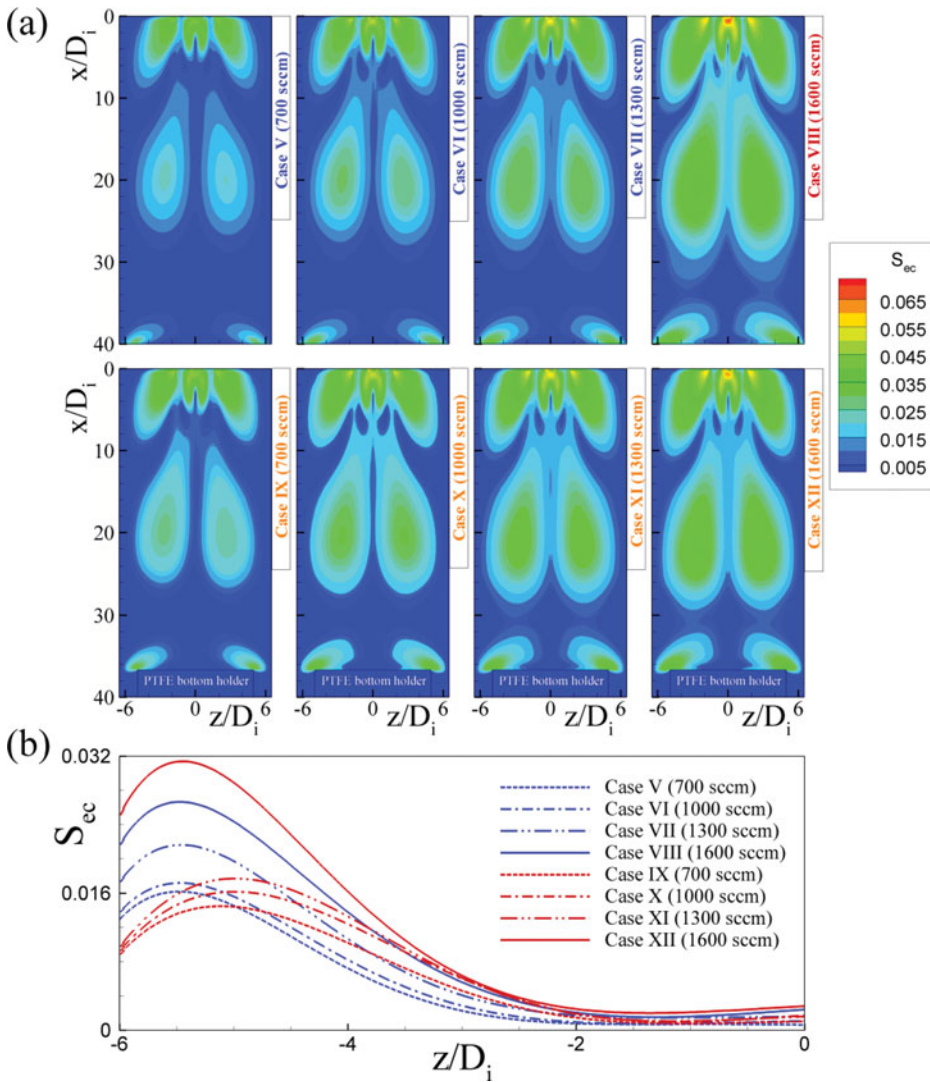 (a)
x/D_i
0
10
20
30
40
Case V (700 sccm)
Case VI (1000 sccm)
Case VII (1300 sccm)
Case VIII (1600 sccm)
S_ec
0.065
0.055
0.045
0.035
0.025
0.015
0.005
x/D_i
0
10
20
30
40
Case IX (700 sccm)
Case X (1000 sccm)
Case XI (1300 sccm)
Case XII (1600 sccm)
PTFE bottom holder
PTFE bottom holder
PTFE bottom holder
PTFE bottom holder
-6 0 6
-6 0 6
-6 0 6
-6 0 6
z/D_i
z/D_i
z/D_i
z/D_i
(b)
S_ec
0.032
0.016
0
Case V (700 sccm)
Case VI (1000 sccm)
Case VII (1300 sccm)
Case VIII (1600 sccm)
Case IX (700 sccm)
Case X (1000 sccm)
Case XI (1300 sccm)
Case XII (1600 sccm)
-6 -4 -2 0
z/D_i